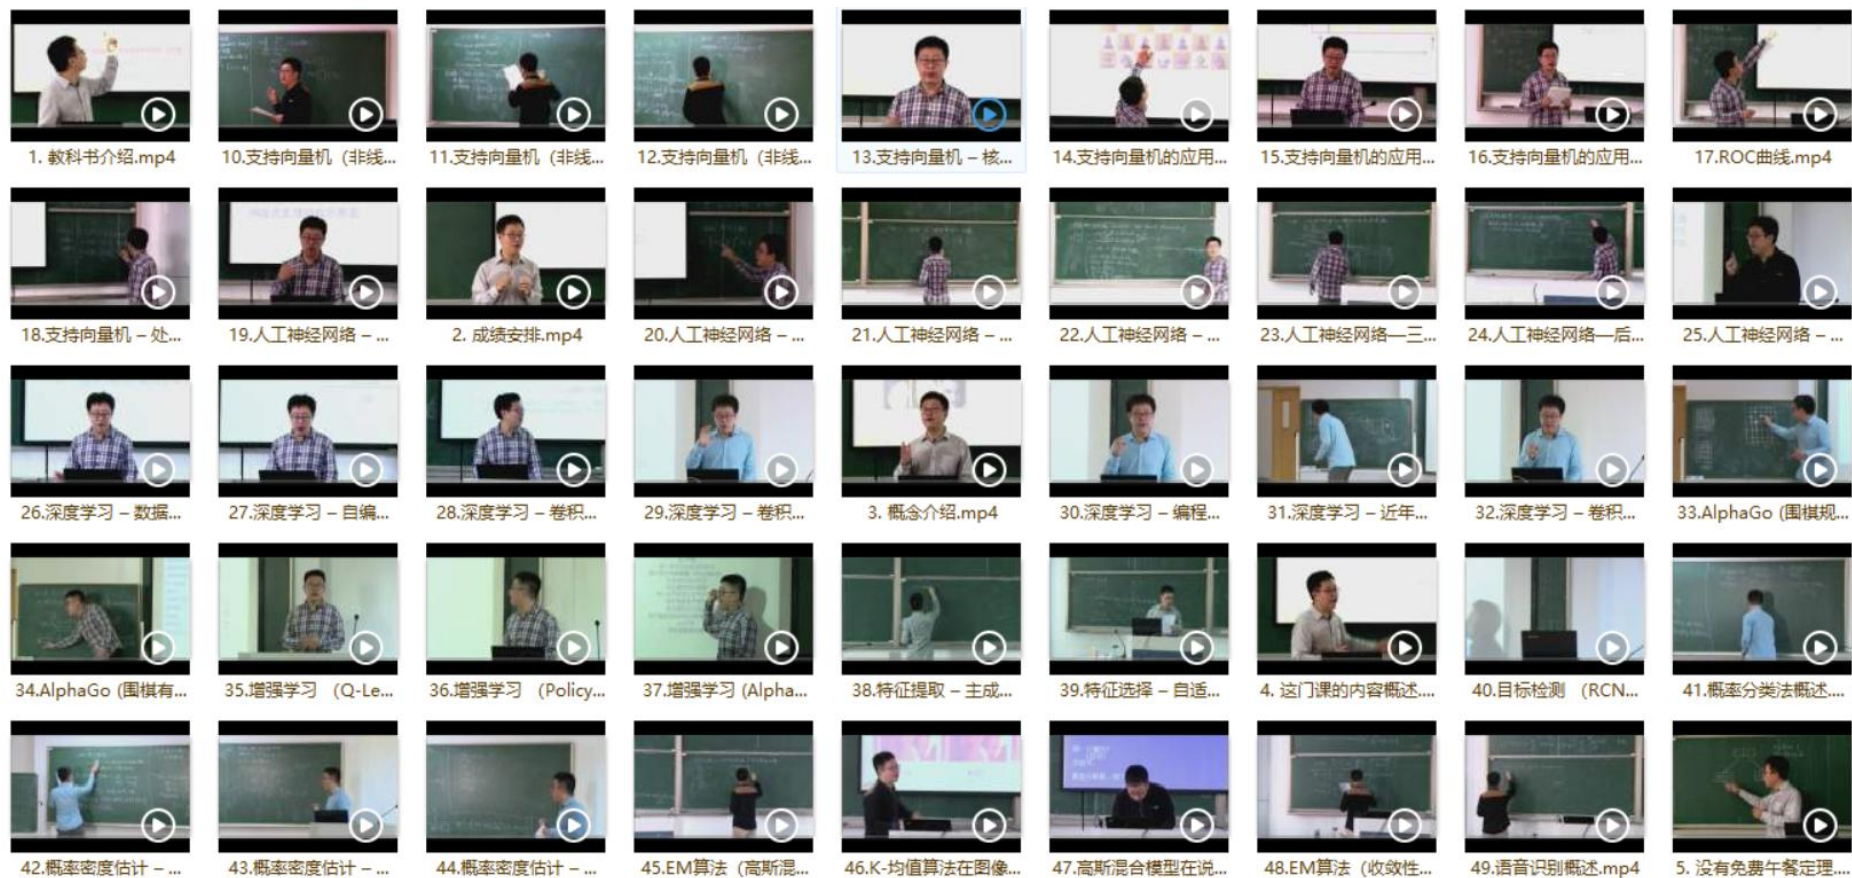 1. 教科书介绍.mp4
10.支持向量机（非线...
11.支持向量机（非线...
12.支持向量机（非线...
13.支持向量机 – 核...
14.支持向量机的应用...
15.支持向量机的应用...
16.支持向量机的应用...
17.ROC曲线.mp4
18.支持向量机 – 处...
19.人工神经网络 – ...
2. 成绩安排.mp4
20.人工神经网络 – ...
21.人工神经网络 – ...
22.人工神经网络 – ...
23.人工神经网络—三...
24.人工神经网络—后...
25.人工神经网络 – ...
26.深度学习 – 数据...
27.深度学习 – 自编...
28.深度学习 – 卷积...
29.深度学习 – 卷积...
3. 概念介绍.mp4
30.深度学习 – 编程...
31.深度学习 – 近年...
32.深度学习 – 卷积...
33.AlphaGo (围棋规...
34.AlphaGo (围棋有...
35.增强学习 （Q-Le...
36.增强学习 （Policy...
37.增强学习 (Alpha...
38.特征提取 – 主成...
39.特征选择 – 自适...
4. 这门课的内容概述....
40.目标检测 （RCN...
41.概率分类法概述....
42.概率密度估计 – ...
43.概率密度估计 – ...
44.概率密度估计 – ...
45.EM算法（高斯混...
46.K-均值算法在图像...
47.高斯混合模型在说...
48.EM算法（收敛性...
49.语音识别概述.mp4
5. 没有免费午餐定理....